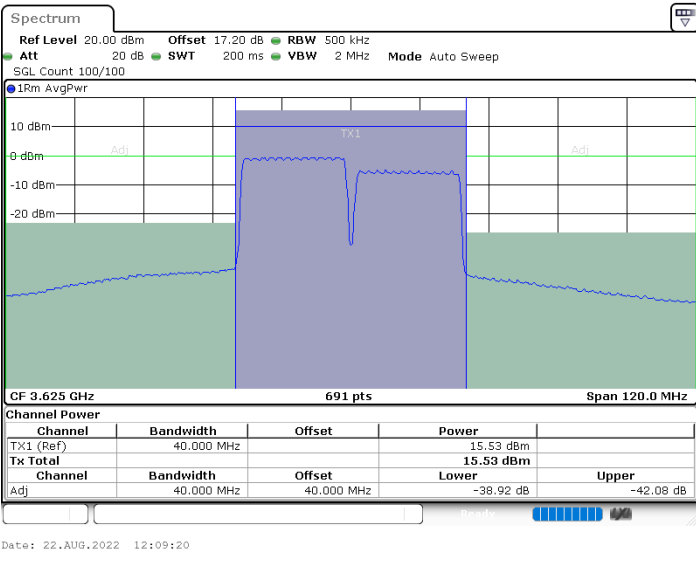 Spectrum
Ref Level 20.00 dBm Offset 17.20 dB RBW 500 kHz
Att 20 dB SWT 200 ms VBW 2 MHz Mode Auto Sweep
SGL Count 100/100
1Rm AvgPwr
10 dBm
TX1
Adj Adj
0 dBm
-10 dBm
-20 dBm
CF 3.625 GHz 691 pts Span 120.0 MHz
Channel Power
Channel Bandwidth Offset Power
TX1 (Ref) 40.000 MHz 15.53 dBm
Tx Total 15.53 dBm
Channel Bandwidth Offset Lower Upper
Adj 40.000 MHz 40.000 MHz -38.92 dB -42.08 dB
Ready
Date: 22.AUG.2022 12:09:20